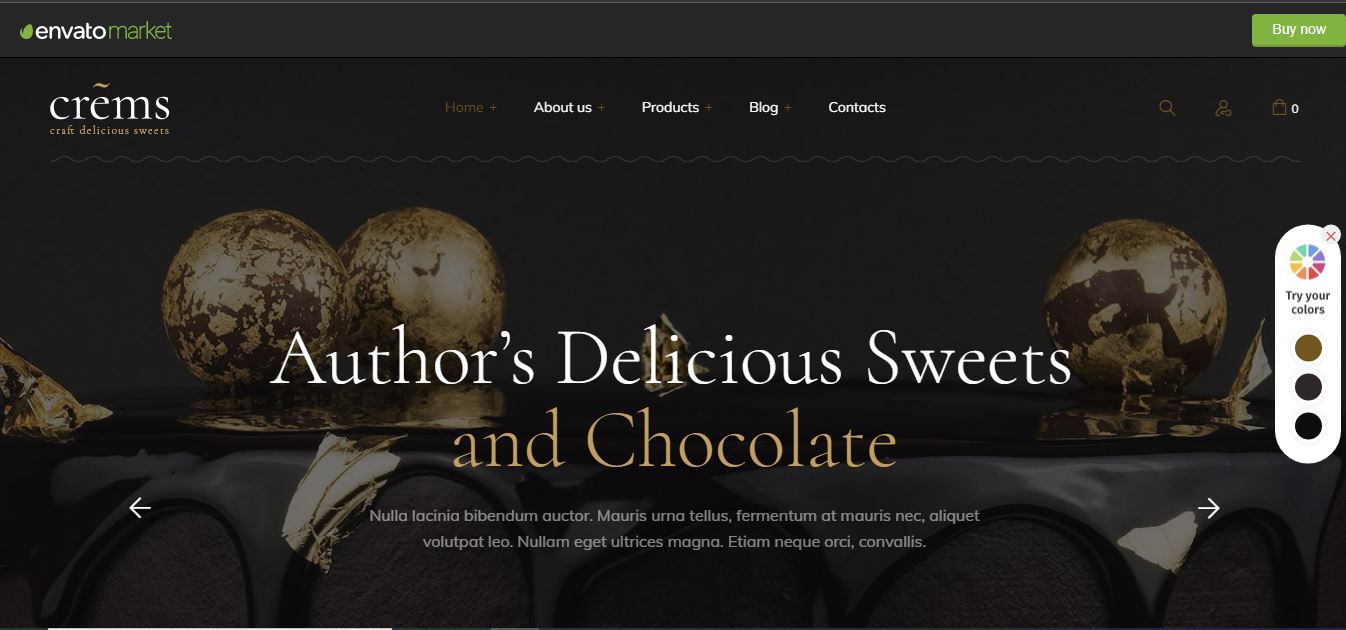 envatomarket
Buy now
crẽms
craft delicious sweets
Home +
About us +
Products +
Blog +
Contacts
0
Try your
colors
Author’s Delicious Sweets
and Chocolate
Nulla lacinia bibendum auctor. Mauris urna tellus, fermentum at mauris nec, aliquet
volutpat leo. Nullam eget ultrices magna. Etiam neque orci, convallis.